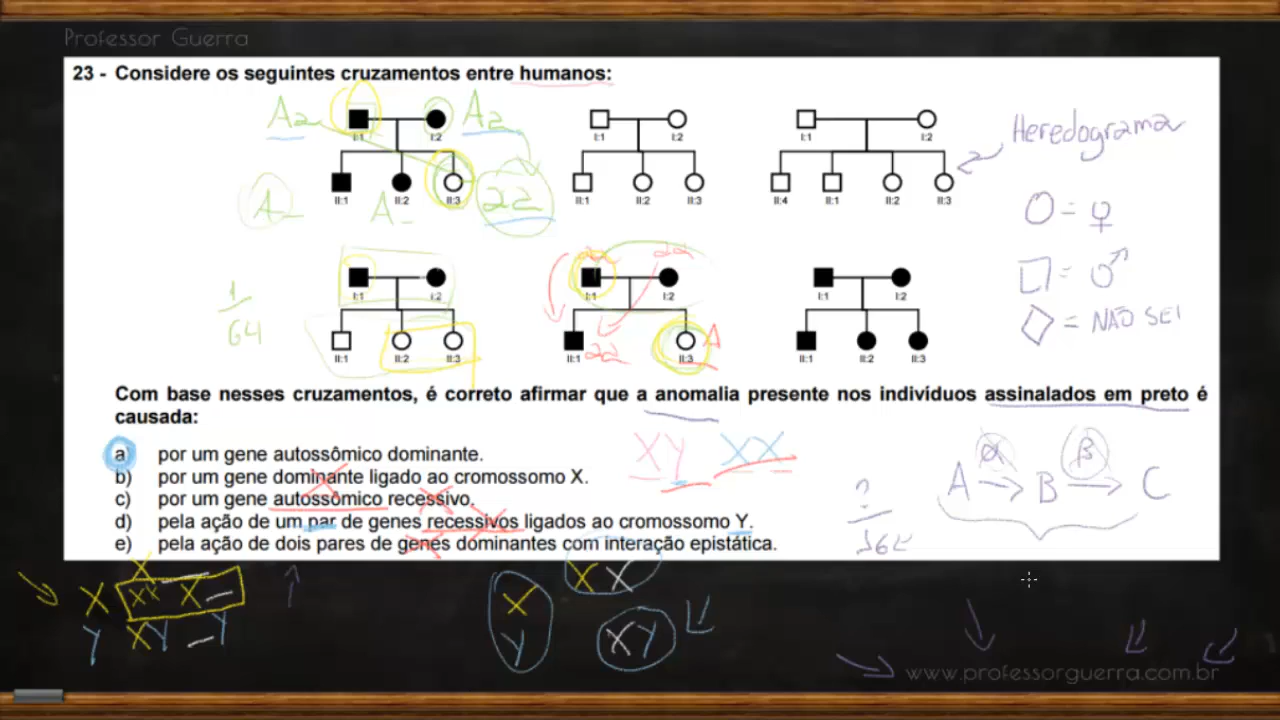 Professor Guerra
23 - Considere os seguintes cruzamentos entre humanos:
Aa Aa
I:1 I:2 I:1 I:2 I:1 I:2
Heredograma
II:1 II:2 II:3 II:1 II:2 II:3 II:4 II:1 II:2 II:3
A_ A- aa
O = ♀
□ = ♂
◇ = NÃO SEI
aa aa
I:1 I:2 I:1 I:2 I:1 I:2
1/64
aa A
II:1 II:2 II:3 II:1 II:3 II:1 II:2 II:3
Com base nesses cruzamentos, é correto afirmar que a anomalia presente nos indivíduos assinalados em preto é
causada:
a) por um gene autossômico dominante.
b) por um gene dominante ligado ao cromossomo X.
c) por um gene autossômico recessivo.
d) pela ação de um par de genes recessivos ligados ao cromossomo Y.
e) pela ação de dois pares de genes dominantes com interação epistática.
XY XX
α β
A B C
?
X
X XX X_
Y XY _Y
X
Y
XX
XY
www.professorguerra.com.br